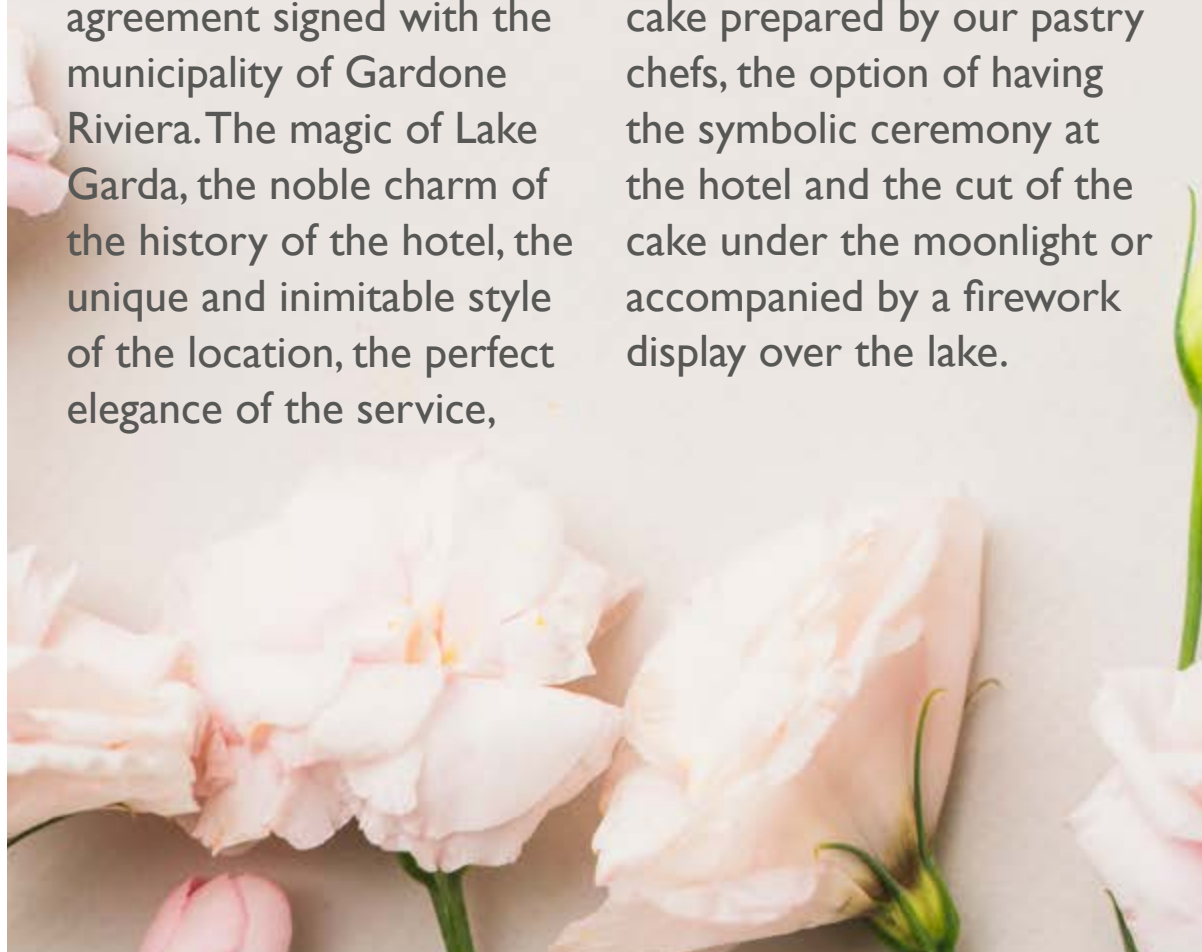 agreement signed with the
municipality of Gardone
Riviera. The magic of Lake
Garda, the noble charm of
the history of the hotel, the
unique and inimitable style
of the location, the perfect
elegance of the service,
cake prepared by our pastry
chefs, the option of having
the symbolic ceremony at
the hotel and the cut of the
cake under the moonlight or
accompanied by a firework
display over the lake.